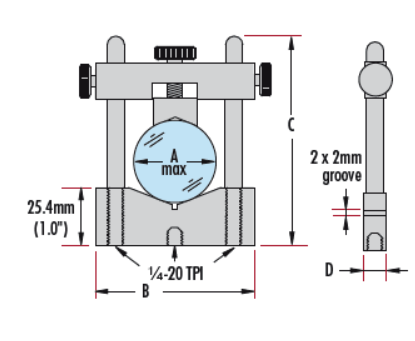 A
max
C
2 x 2mm
groove
25.4mm
(1.0")
¼-20 TPI
B
D